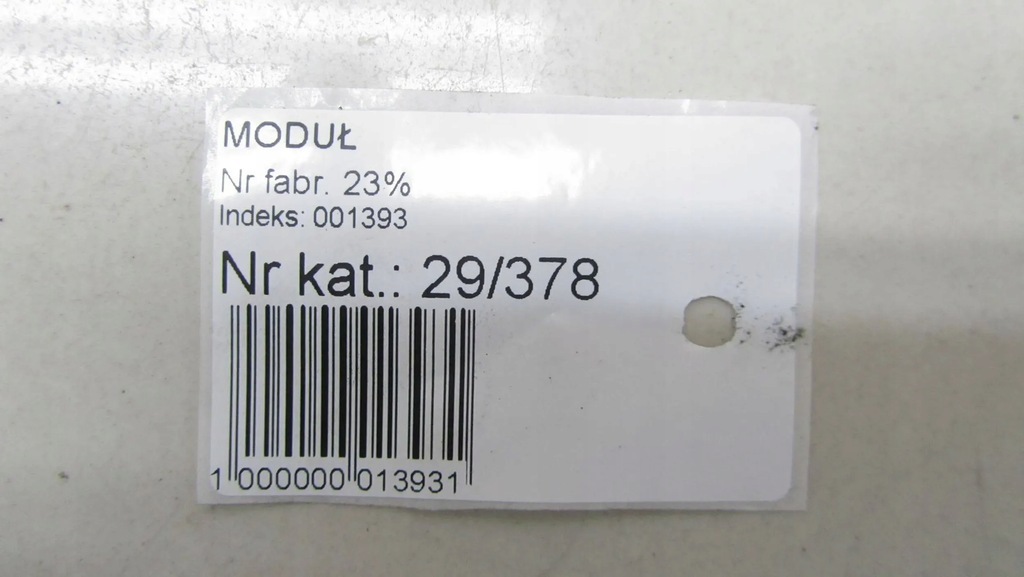 MODUŁ
Nr fabr. 23%
Indeks: 001393
Nr kat.: 29/378
1 000000 013931